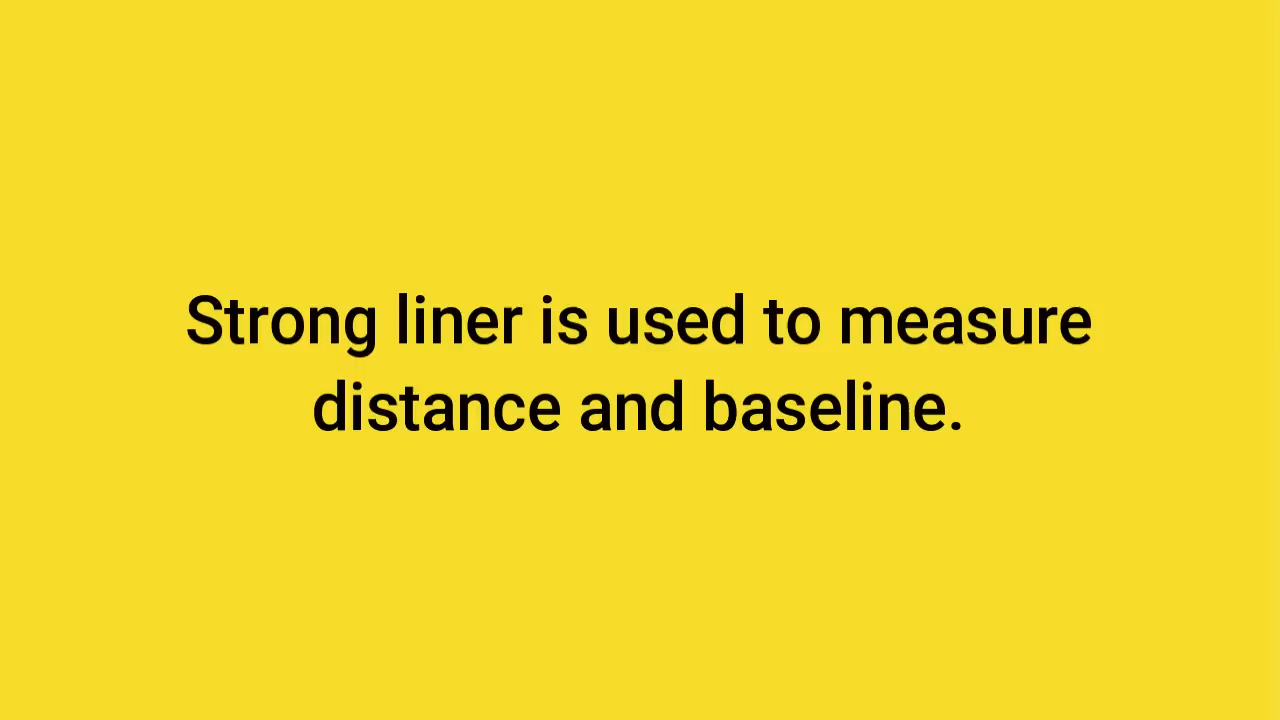 Strong liner is used to measure
distance and baseline.